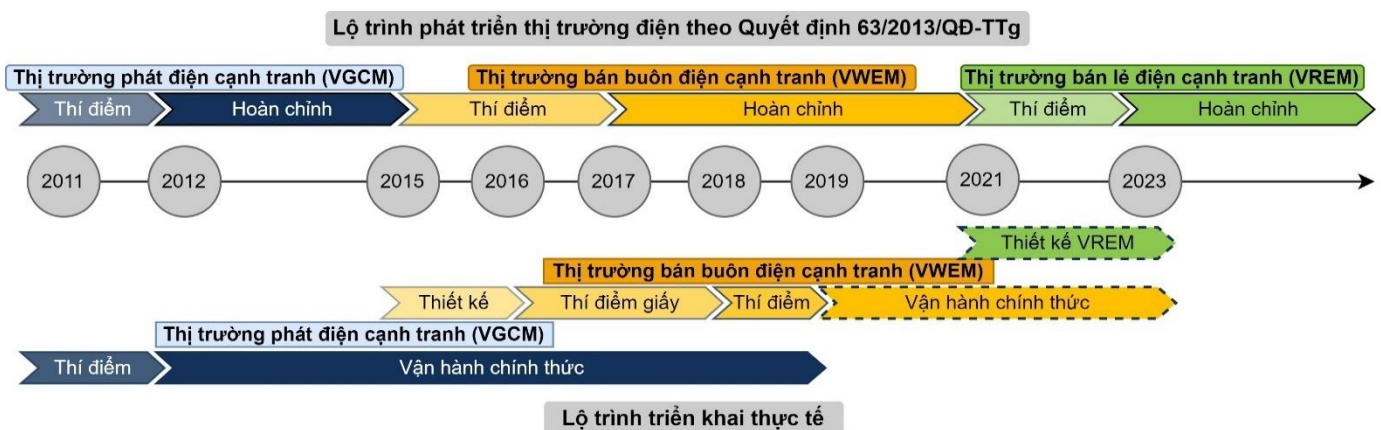 Lộ trình phát triển thị trường điện theo Quyết định 63/2013/QĐ-TTg
Thị trường phát điện cạnh tranh (VGCM)
Thị trường bán buôn điện cạnh tranh (VWEM)
Thị trường bán lẻ điện cạnh tranh (VREM)
Thí điểm
Hoàn chỉnh
Thí điểm
Hoàn chỉnh
Thí điểm
Hoàn chỉnh
2011
2012
2015
2016
2017
2018
2019
2021
2023
Thiết kế VREM
Thị trường bán buôn điện cạnh tranh (VWEM)
Thiết kế
Thí điểm giấy
Thí điểm
Vận hành chính thức
Thị trường phát điện cạnh tranh (VGCM)
Thí điểm
Vận hành chính thức
Lộ trình triển khai thực tế